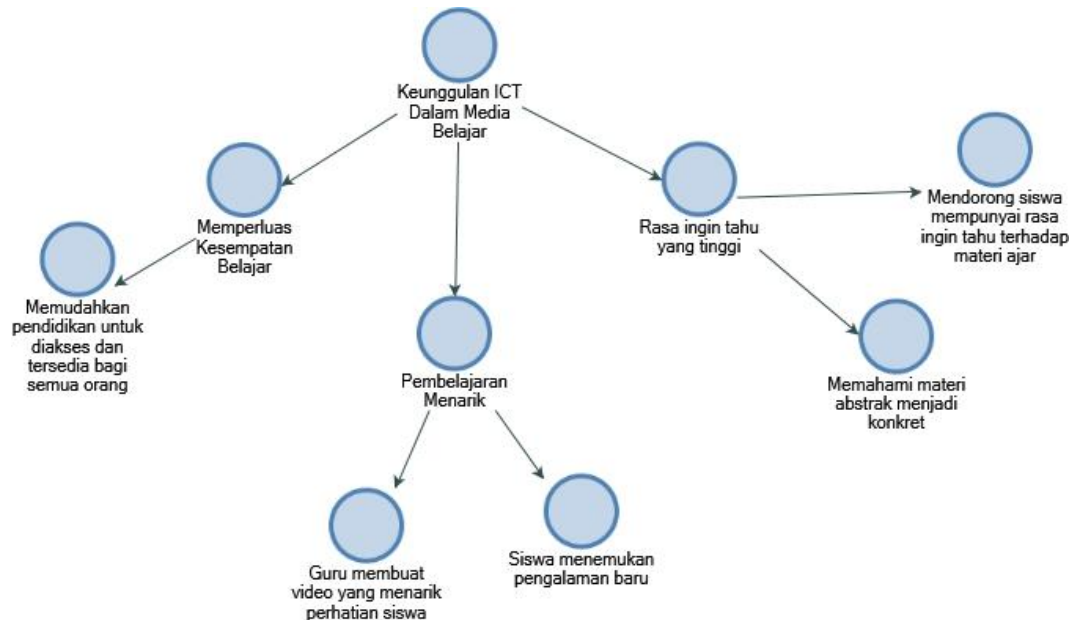 Keunggulan ICT
Dalam Media
Belajar
Memperluas
Kesempatan
Belajar
Rasa ingin tahu
yang tinggi
Mendorong siswa
mempunyai rasa
ingin tahu terhadap
materi ajar
Memudahkan
pendidikan untuk
diakses dan
tersedia bagi
semua orang
Pembelajaran
Menarik
Memahami materi
abstrak menjadi
konkret
Guru membuat
video yang menarik
perhatian siswa
Siswa menemukan
pengalaman baru